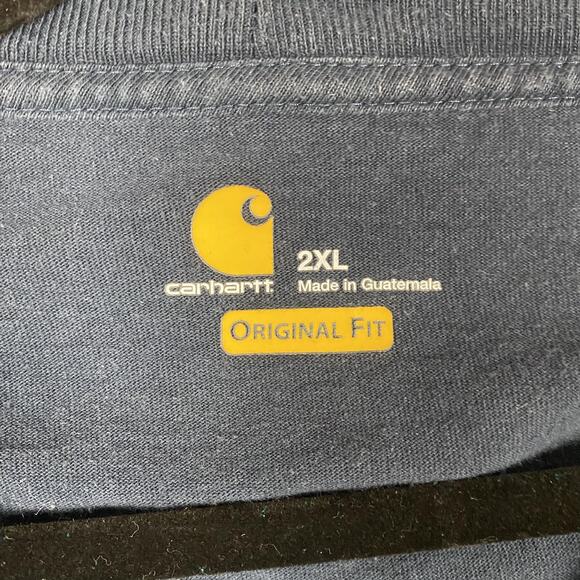 carhartt
2XL
Made in Guatemala
ORIGINAL FIT